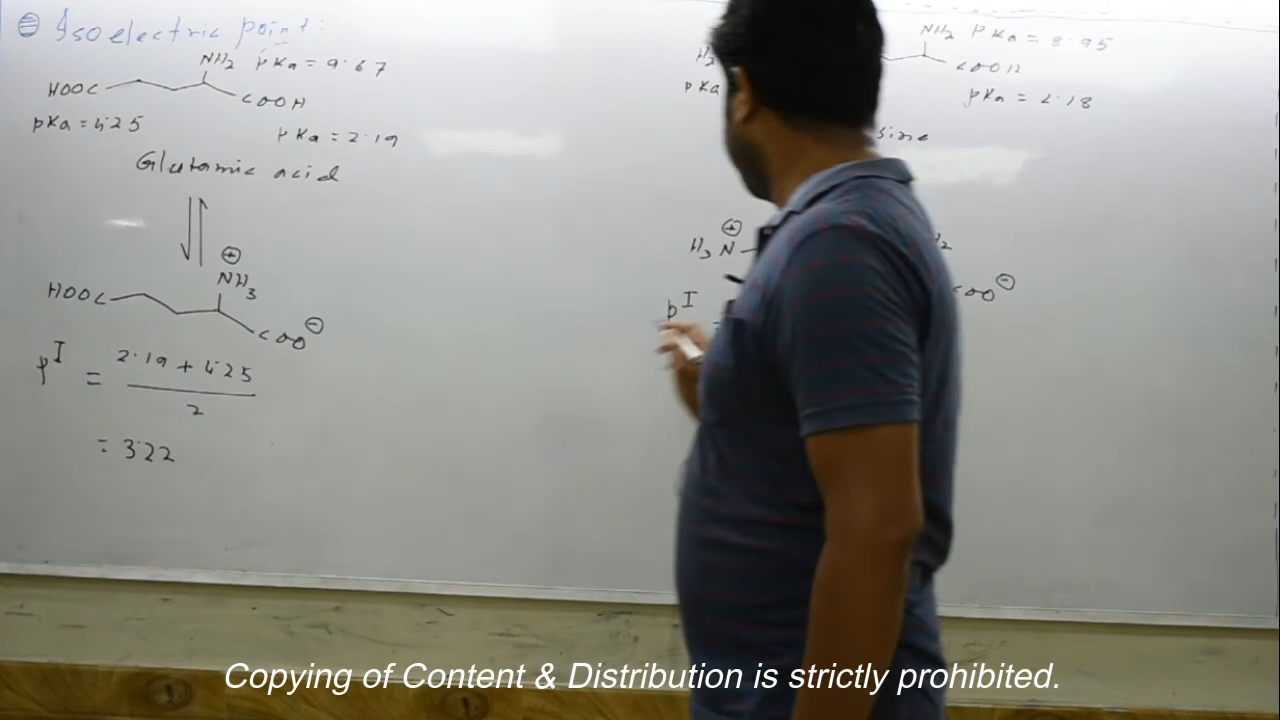 Isoelectric point:
NH2 pKa = 9.67
HOOC COOH
pKa = 4.25
pKa = 2.19
Glutamic acid
⊕
NH3
HOOC COO⊖
pI = 2.19 + 4.25
2
= 3.22
NH2 pKa = 8.95
COOH
pKa
pKa = 2.18
⊕
H3N
COO⊖
pI =
Copying of Content & Distribution is strictly prohibited.